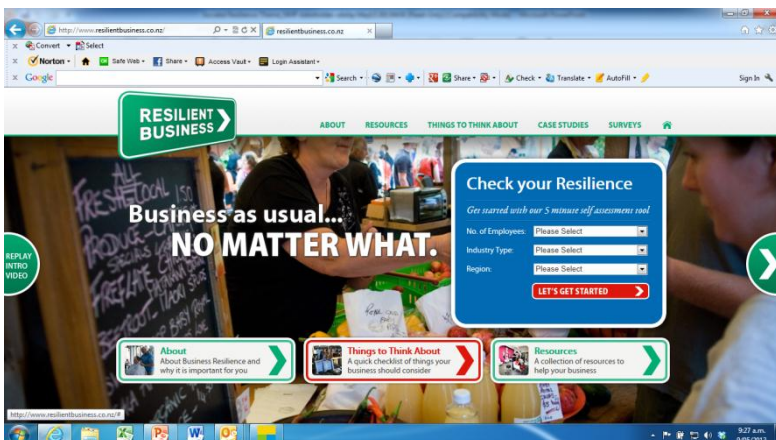 http://www.resilientbusiness.co.nz/
resilientbusiness.co.nz
Convert Select
Norton Safe Web Share Access Vault Login Assistant
Google Search Share Check Translate AutoFill Sign In
RESILIENT
BUSINESS
ABOUT RESOURCES THINGS TO THINK ABOUT CASE STUDIES SURVEYS
ALL
FRESH LOCAL
PRODUCE
Business as usual...
NO MATTER WHAT.
REPLAY
INTRO
VIDEO
Check your Resilience
Get started with our 5 minute self assessment tool
No. of Employees: Please Select
Industry Type: Please Select
Region: Please Select
LET'S GET STARTED
About
About Business Resilience and
why it is important for you
Things to Think About
A quick checklist of things your
business should consider
Resources
A collection of resources to
help your business
http://www.resilientbusiness.co.nz/#
9:27 a.m.